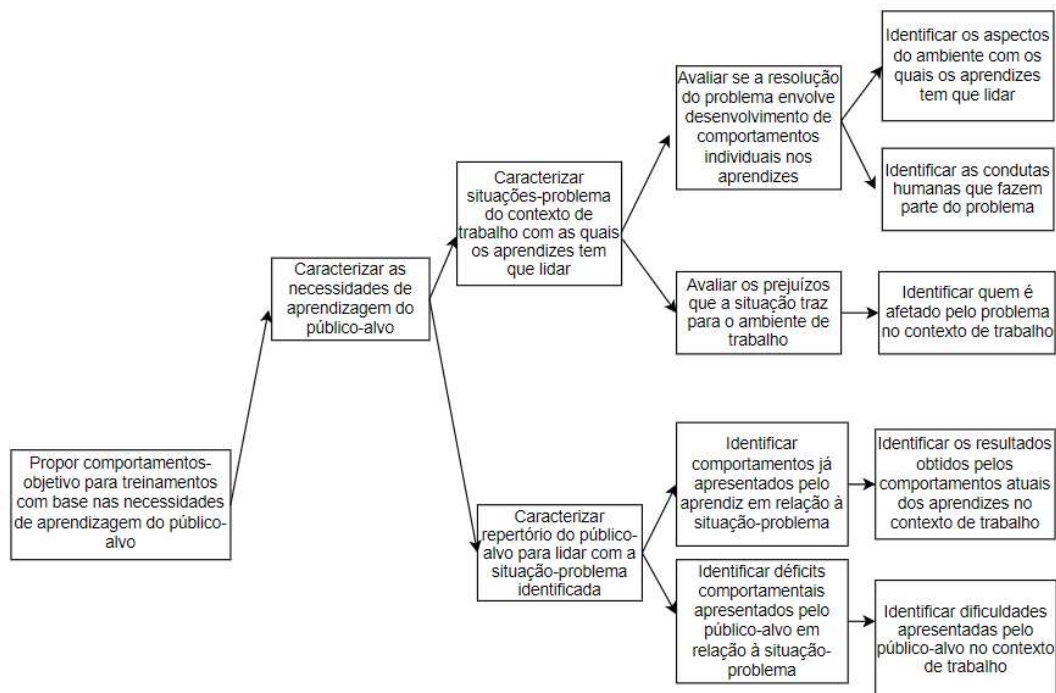 Propor comportamentos-
objetivo para treinamentos
com base nas necessidades
de aprendizagem do público-
alvo
Caracterizar as
necessidades de
aprendizagem do
público-alvo
Caracterizar
situações-problema
do contexto de
trabalho com as quais
os aprendizes tem
que lidar
Avaliar se a resolução
do problema envolve
desenvolvimento de
comportamentos
individuais nos
aprendizes
Identificar os aspectos
do ambiente com os
quais os aprendizes
tem que lidar
Identificar as condutas
humanas que fazem
parte do problema
Avaliar os prejuízos
que a situação traz
para o ambiente de
trabalho
Identificar quem é
afetado pelo problema
no contexto de trabalho
Caracterizar
repertório do público-
alvo para lidar com a
situação-problema
identificada
Identificar
comportamentos já
apresentados pelo
aprendiz em relação à
situação-problema
Identificar os resultados
obtidos pelos
comportamentos atuais
dos aprendizes no
contexto de trabalho
Identificar déficits
comportamentais
apresentados pelo
público-alvo em
relação à situação-
problema
Identificar dificuldades
apresentadas pelo
público-alvo no contexto
de trabalho